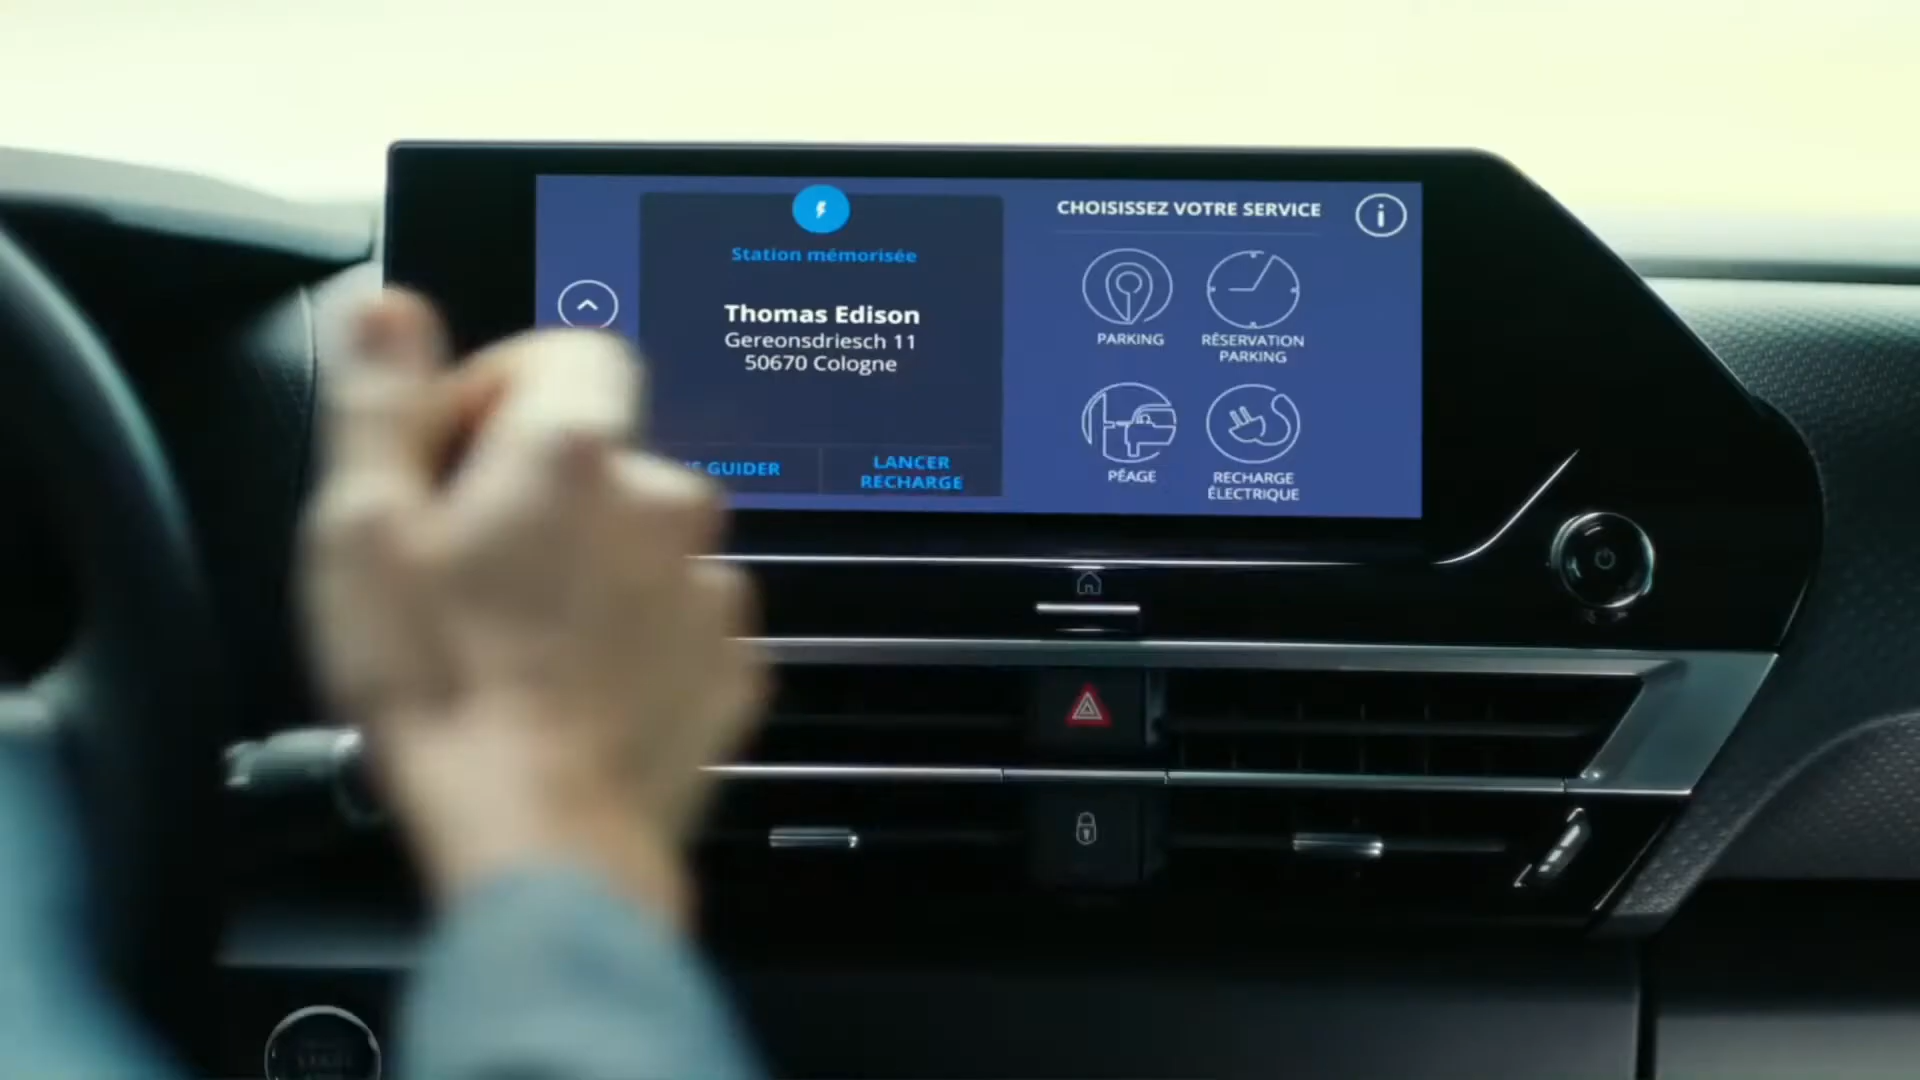 Station mémorisée
Thomas Edison
Gereonsdriesch 11
50670 Cologne
GUIDER
LANCER
RECHARGE
CHOISISSEZ VOTRE SERVICE
i
PARKING
RÉSERVATION
PARKING
PÉAGE
RECHARGE
ÉLECTRIQUE